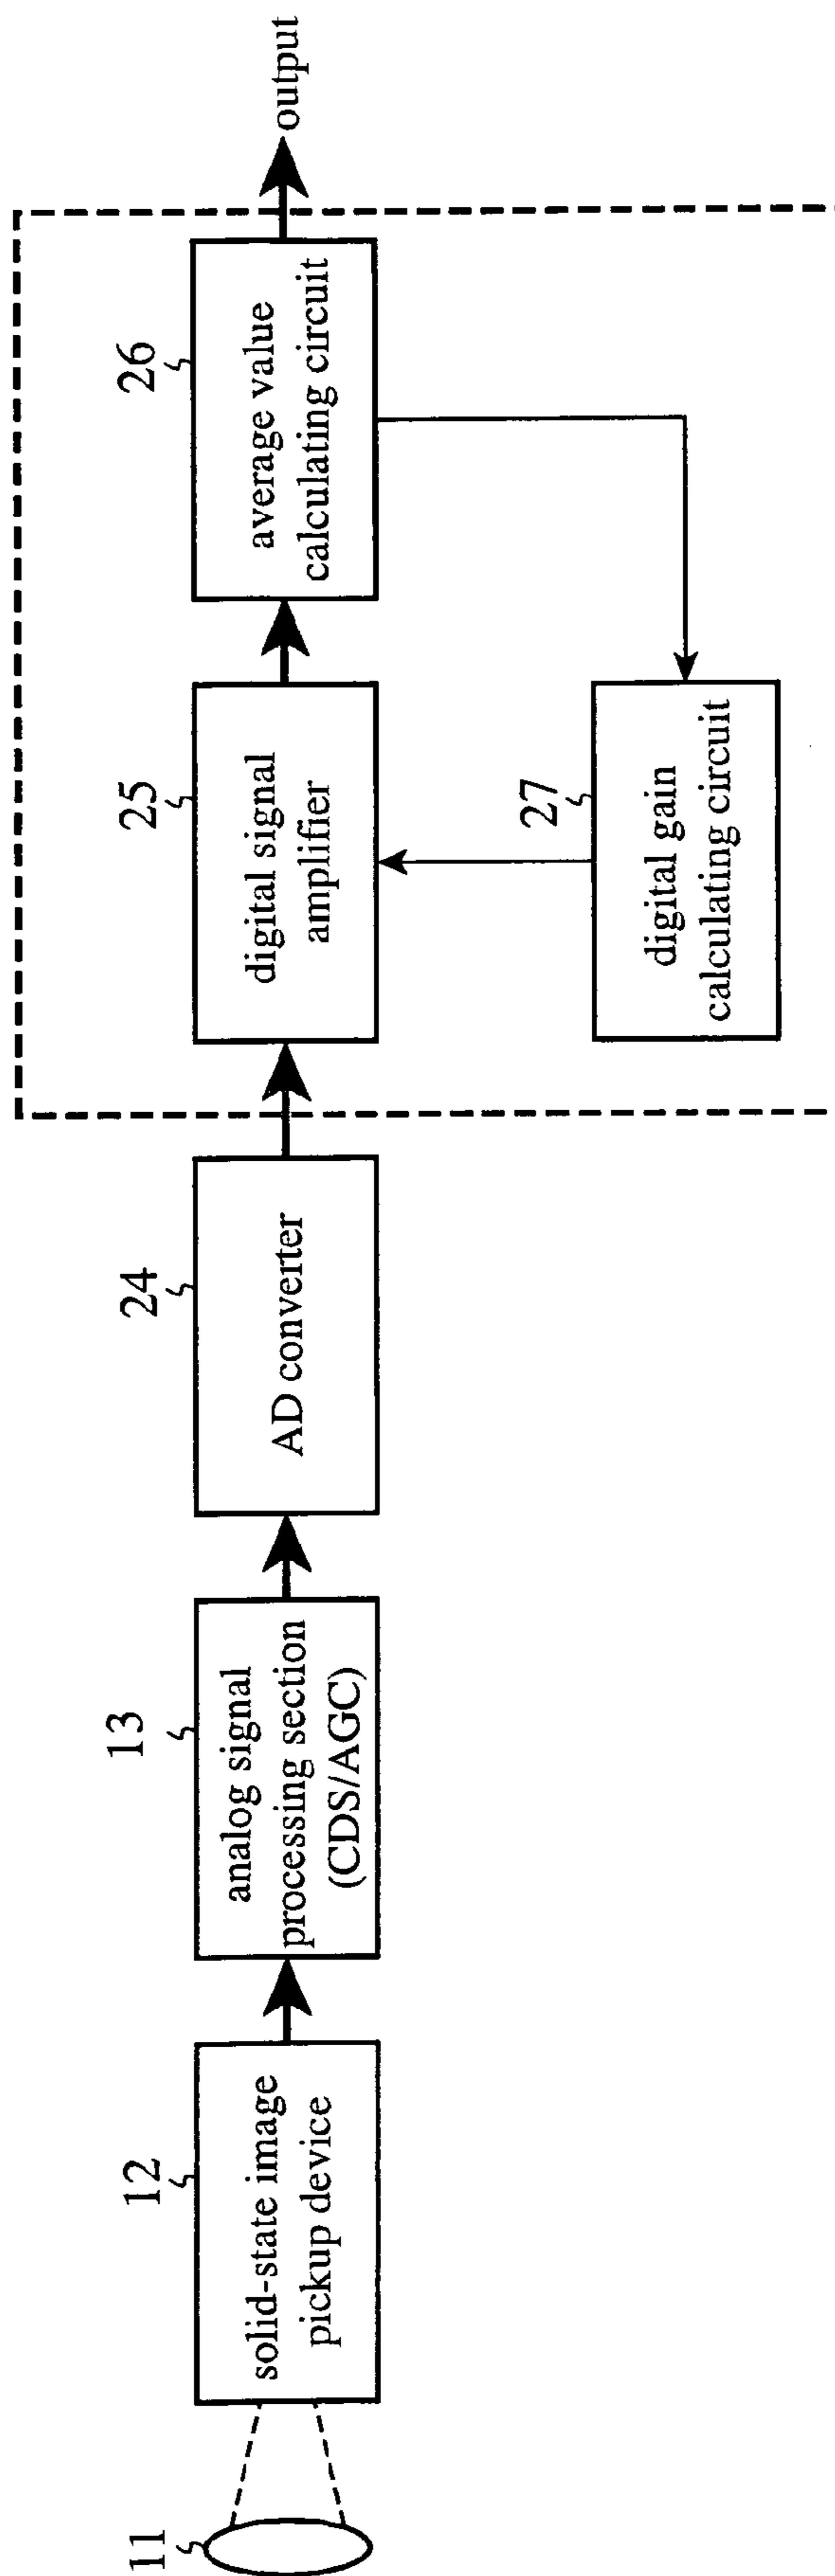 11
12
solid-state image
pickup device
13
analog signal
processing section
(CDS/AGC)
24
AD converter
25
digital signal
amplifier
26
average value
calculating circuit
output
27
digital gain
calculating circuit